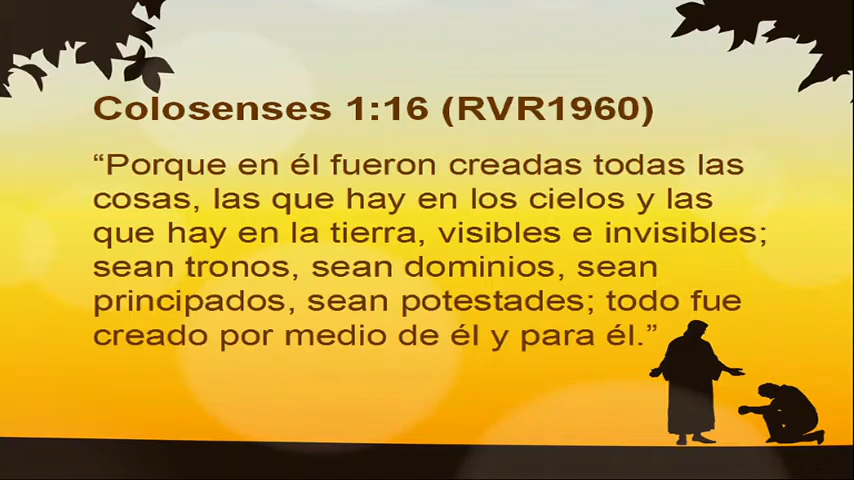 Colosenses 1:16 (RVR1960)
“Porque en él fueron creadas todas las
cosas, las que hay en los cielos y las
que hay en la tierra, visibles e invisibles;
sean tronos, sean dominios, sean
principados, sean potestades; todo fue
creado por medio de él y para él.”